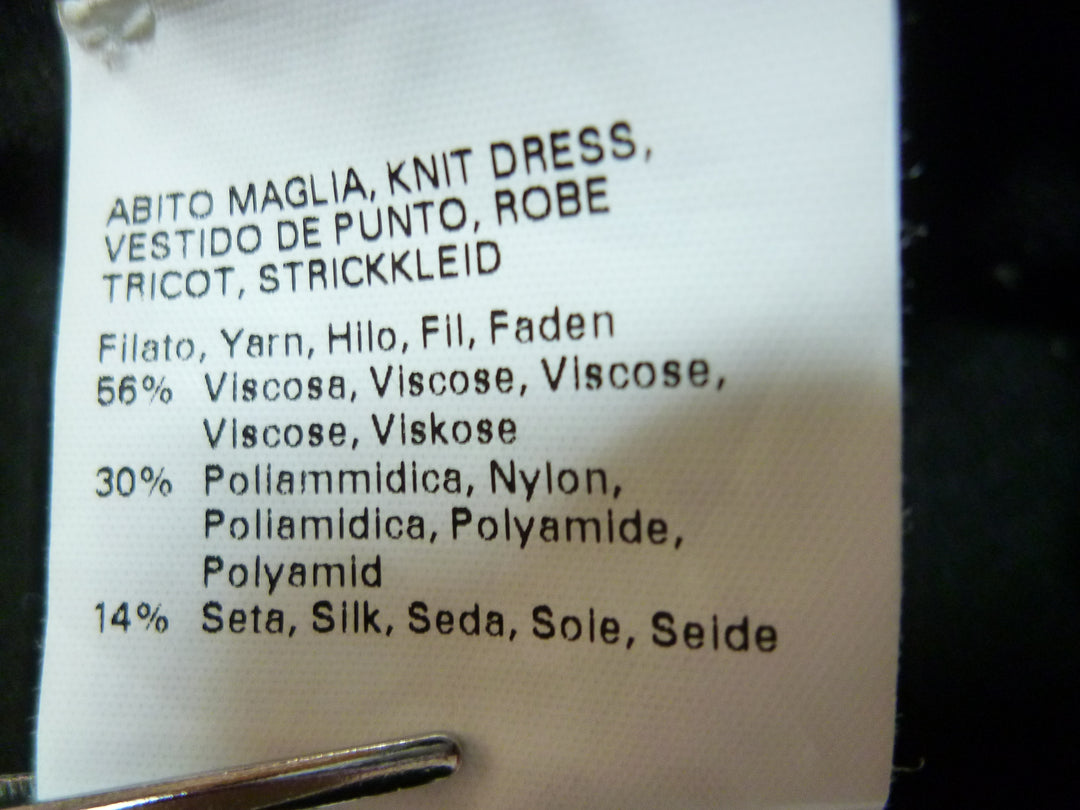 ABITO MAGLIA, KNIT DRESS,
VESTIDO DE PUNTO, ROBE
TRICOT, STRICKKLEID
Filato, Yarn, Hilo, Fil, Faden
56% Viscosa, Viscose, Viscose,
Viscose, Viskose
30% Poliammidica, Nylon,
Poliamidica, Polyamide,
Polyamid
14% Seta, Silk, Seda, Soie, Seide